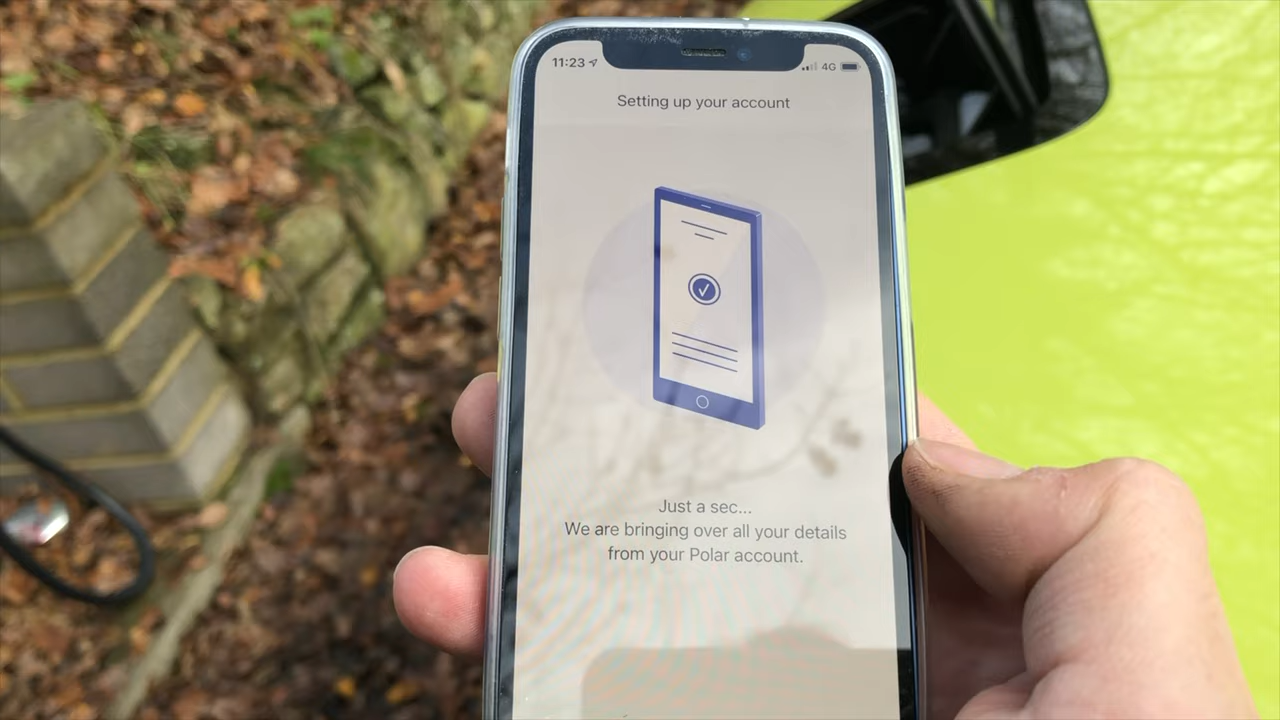 11:23
4G
Setting up your account
Just a sec...
We are bringing over all your details
from your Polar account.